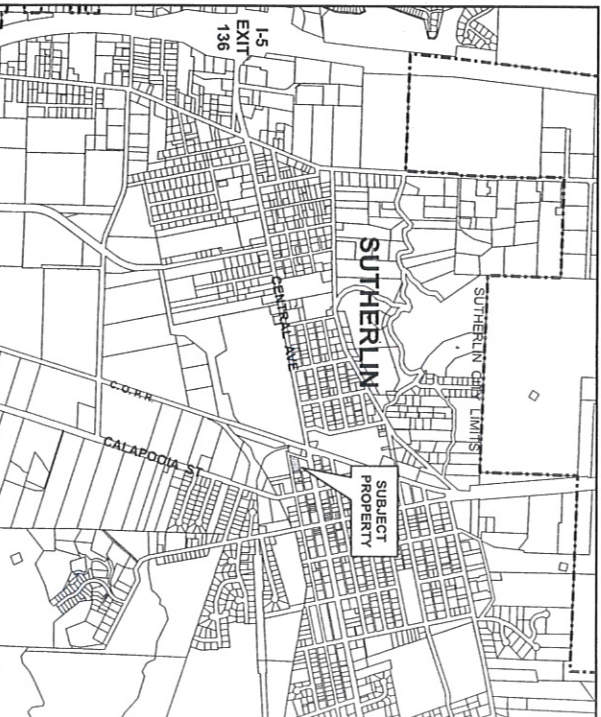 I-5
EXIT
136
SUTHERLIN
SUTHERLIN CITY LIMITS
CENTRAL AVE
C.O.R.R.
CALAPOOIA ST
SUBJECT
PROPERTY